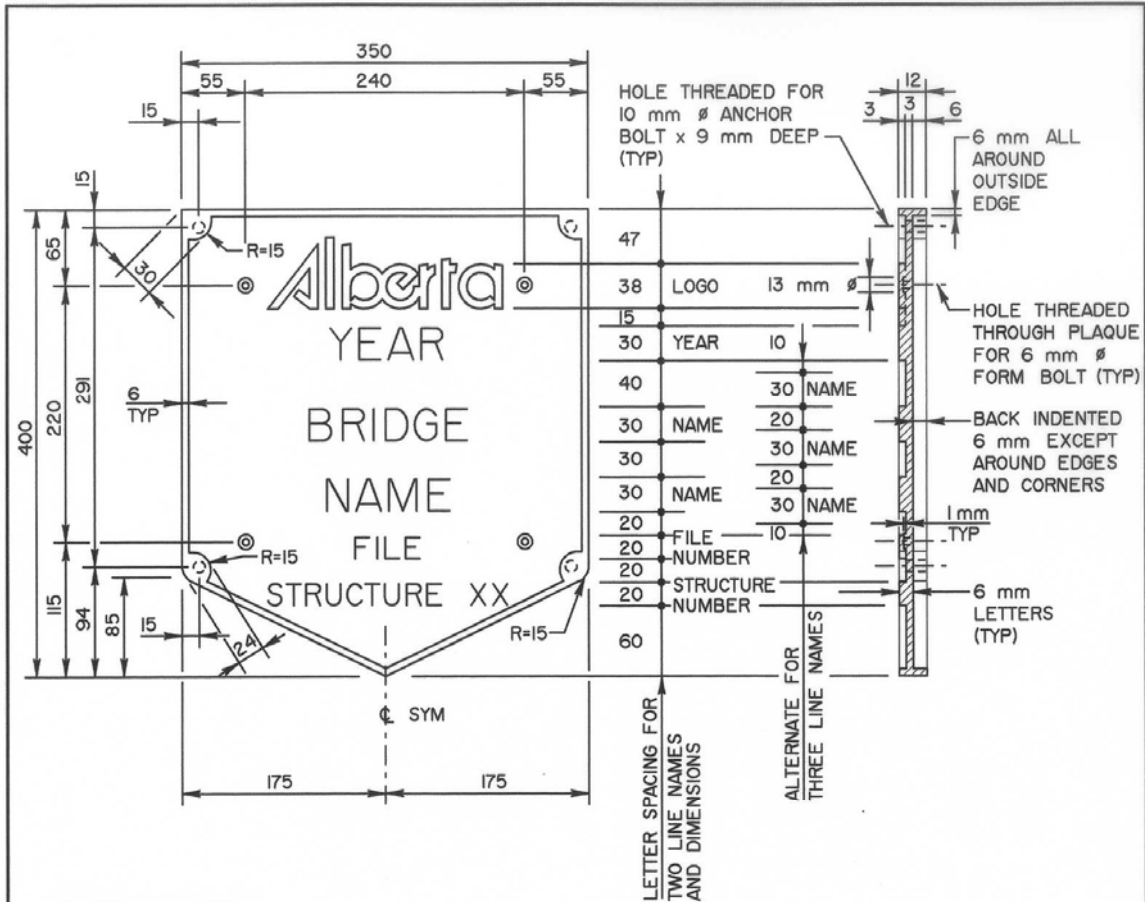 350
55
240
55
15
15
400
65
291
220
30
R=15
Alberta
YEAR
BRIDGE
NAME
FILE
STRUCTURE XX
6
TYP
R=15
R=15
115
94
85
15
24
℄ SYM
175
175
HOLE THREADED FOR
10 mm ø ANCHOR
BOLT x 9 mm DEEP
(TYP)
47
38 LOGO
15
30 YEAR
40
30 NAME
30
30 NAME
20
20 FILE
NUMBER
20
20 STRUCTURE
NUMBER
60
13 mm ø
10
30 NAME
20
30 NAME
20
30 NAME
10
LETTER SPACING FOR
TWO LINE NAMES
AND DIMENSIONS
ALTERNATE FOR
THREE LINE NAMES
12
3
3
6
6 mm ALL
AROUND
OUTSIDE
EDGE
HOLE THREADED
THROUGH PLAQUE
FOR 6 mm ø
FORM BOLT (TYP)
BACK INDENTED
6 mm EXCEPT
AROUND EDGES
AND CORNERS
1 mm
TYP
6 mm
LETTERS
(TYP)